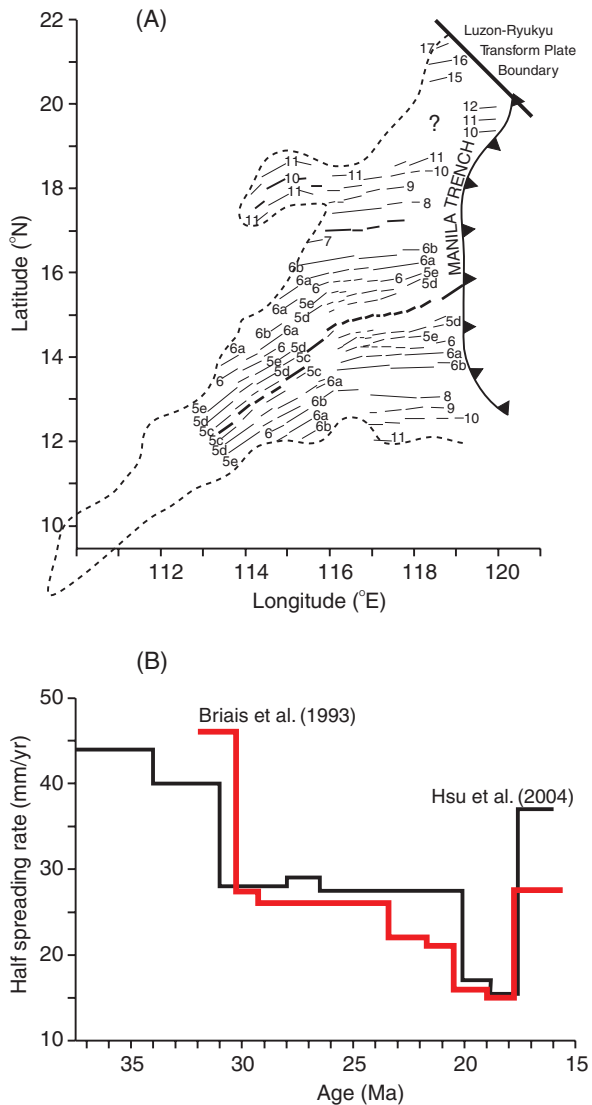 (A)
22
20
18
16
14
12
10
Latitude (°N)
112
114
116
118
120
Longitude (°E)
Luzon-Ryukyu
Transform Plate
Boundary
MANILA TRENCH
17
16
15
?
12
11
10
11
10
11
11
11
10
9
8
7
6b
6a
6
5e
5d
6b
6a
6
5e
5d
6b
6a
6b
6a
6
5d
5c
6a
6
5e
5d
5c
5e
5d
5c
5c
5d
5e
6
6a
6b
6a
6b
5d
5e
6
6a
6b
8
9
10
11
(B)
50
40
30
20
10
Half spreading rate (mm/yr)
Briais et al. (1993)
Hsu et al. (2004)
35
30
25
20
15
Age (Ma)